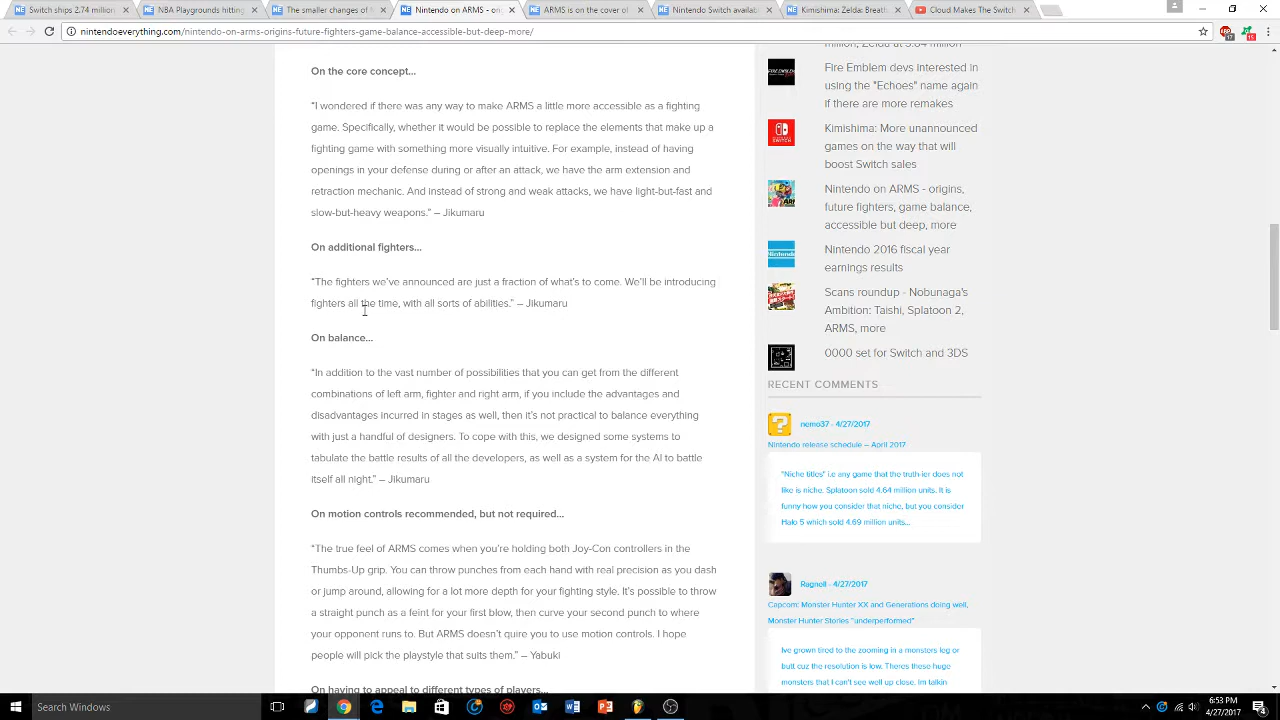 Switch ships 2.74 million
NBA Playgrounds hitting
The smaller changes of
Nintendo on ARMS - ori
ARMS is on the cover of
Nintendo Switch availab
Kimishima: Zelda: Breath
Cloud Makes The Switch
nintendoeverything.com/nintendo-on-arms-origins-future-fighters-game-balance-accessible-but-deep-more/
On the core concept…
“I wondered if there was any way to make ARMS a little more accessible as a fighting
game. Specifically, whether it would be possible to replace the elements that make up a
fighting game with something more visually intuitive. For example, instead of having
openings in your defense during or after an attack, we have the arm extension and
retraction mechanic. And instead of strong and weak attacks, we have light-but-fast and
slow-but-heavy weapons.” – Jikumaru
On additional fighters…
“The fighters we’ve announced are just a fraction of what’s to come. We’ll be introducing
fighters all the time, with all sorts of abilities.” – Jikumaru
On balance…
“In addition to the vast number of possibilities that you can get from the different
combinations of left arm, fighter and right arm, if you include the advantages and
disadvantages incurred in stages as well, then it’s not practical to balance everything
with just a handful of designers. To cope with this, we designed some systems to
tabulate the battle results of all the developers, as well as a system for the AI to battle
itself all night.” – Jikumaru
On motion controls recommended, but not required…
“The true feel of ARMS comes when you’re holding both Joy-Con controllers in the
Thumbs-Up grip. You can throw punches from each hand with real precision as you dash
or jump around, allowing for a lot more depth for your fighting style. It’s possible to throw
a straight punch as a feint for your first blow, then curve your second punch to where
your opponent runs to. But ARMS doesn’t quire you to use motion controls. I hope
people will pick the playstyle that suits them.” – Yabuki
On having to appeal to different types of players…
million, Zelda at 3.84 million
Fire Emblem devs interested in
using the "Echoes" name again
if there are more remakes
Kimishima: More unannounced
games on the way that will
boost Switch sales
Nintendo on ARMS - origins,
future fighters, game balance,
accessible but deep, more
Nintendo 2016 fiscal year
earnings results
Scans roundup - Nobunaga's
Ambition: Taishi, Splatoon 2,
ARMS, more
0000 set for Switch and 3DS
RECENT COMMENTS
nemo37 - 4/27/2017
Nintendo release schedule – April 2017
"Niche titles" i.e any game that the truth-ier does not
like is niche. Splatoon sold 4.64 million units. It is
funny how you consider that niche, but you consider
Halo 5 which sold 4.69 million units...
Ragnell - 4/27/2017
Capcom: Monster Hunter XX and Generations doing well,
Monster Hunter Stories “underperformed”
Ive grown tired to the zooming in a monsters leg or
butt cuz the resolution is low. Theres these huge
monsters that I can't see well up close. Im talkin
Search Windows
6:53 PM
4/27/2017